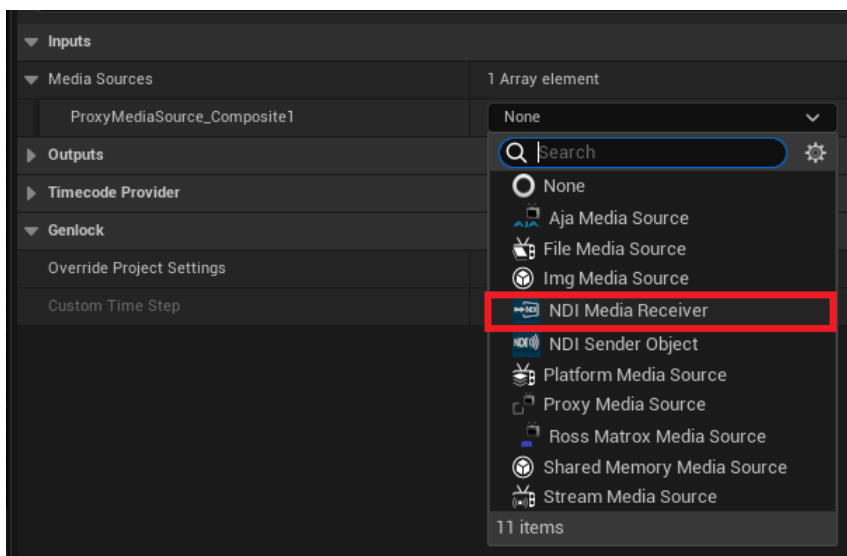 Inputs
Media Sources
1 Array element
ProxyMediaSource_Composite1
None
Outputs
Search
None
Timecode Provider
Aja Media Source
Genlock
File Media Source
Override Project Settings
Img Media Source
Custom Time Step
NDI Media Receiver
NDI Sender Object
Platform Media Source
Proxy Media Source
Ross Matrox Media Source
Shared Memory Media Source
Stream Media Source
11 items